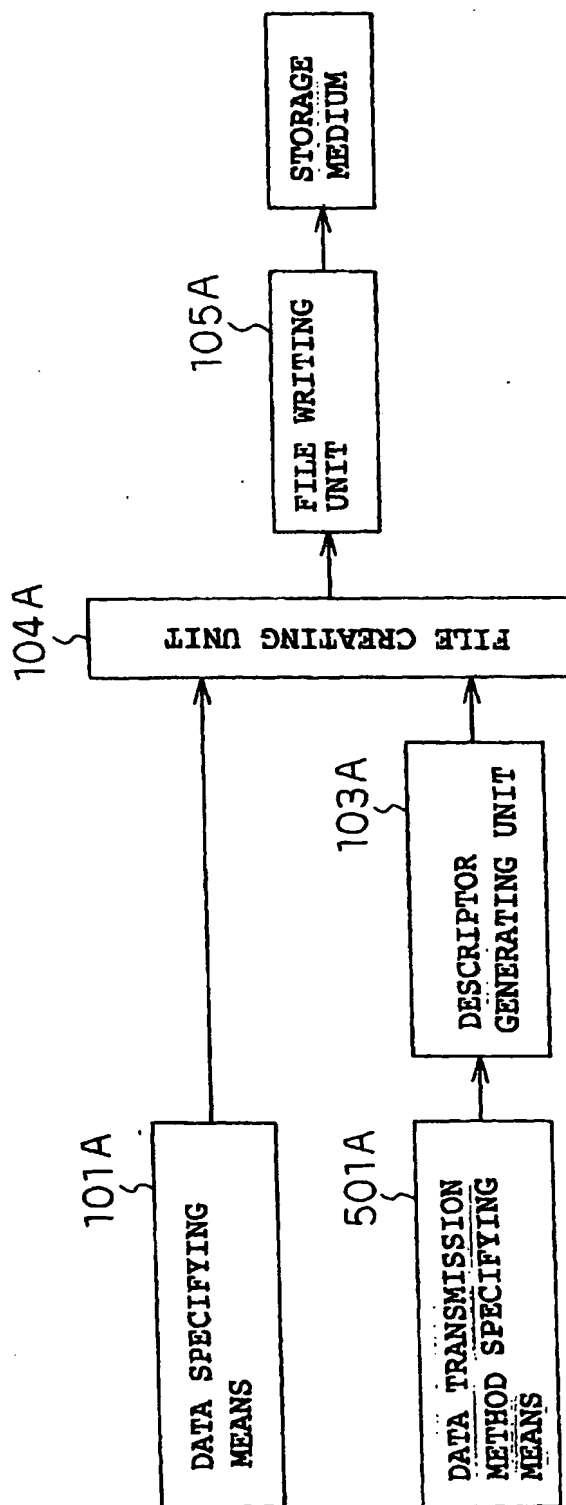 101A
DATA SPECIFYING
MEANS
501A
DATA TRANSMISSION
METHOD SPECIFYING
MEANS
103A
DESCRIPTOR
GENERATING UNIT
104A
FILE CREATING UNIT
105A
FILE WRITING
UNIT
STORAGE
MEDIUM